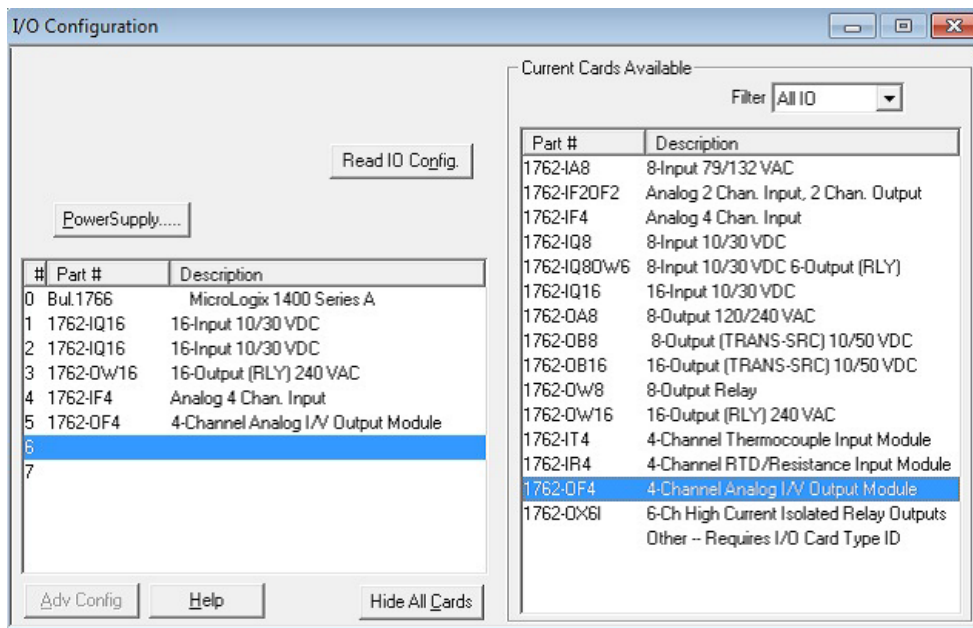 I/O Configuration
Read IO Config.
PowerSupply.....
# Part # Description
0 Bul.1766 MicroLogix 1400 Series A
1 1762-IQ16 16-Input 10/30 VDC
2 1762-IQ16 16-Input 10/30 VDC
3 1762-OW16 16-Output (RLY) 240 VAC
4 1762-IF4 Analog 4 Chan. Input
5 1762-OF4 4-Channel Analog I/V Output Module
6
7
Adv Config Help Hide All Cards
Current Cards Available
Filter All IO
Part # Description
1762-IA8 8-Input 79/132 VAC
1762-IF2OF2 Analog 2 Chan. Input, 2 Chan. Output
1762-IF4 Analog 4 Chan. Input
1762-IQ8 8-Input 10/30 VDC
1762-IQ8OW6 8-Input 10/30 VDC 6-Output (RLY)
1762-IQ16 16-Input 10/30 VDC
1762-OA8 8-Output 120/240 VAC
1762-OB8 8-Output (TRANS-SRC) 10/50 VDC
1762-OB16 16-Output (TRANS-SRC) 10/50 VDC
1762-OW8 8-Output Relay
1762-OW16 16-Output (RLY) 240 VAC
1762-IT4 4-Channel Thermocouple Input Module
1762-IR4 4-Channel RTD/Resistance Input Module
1762-OF4 4-Channel Analog I/V Output Module
1762-OX6I 6-Ch High Current Isolated Relay Outputs
Other -- Requires I/O Card Type ID